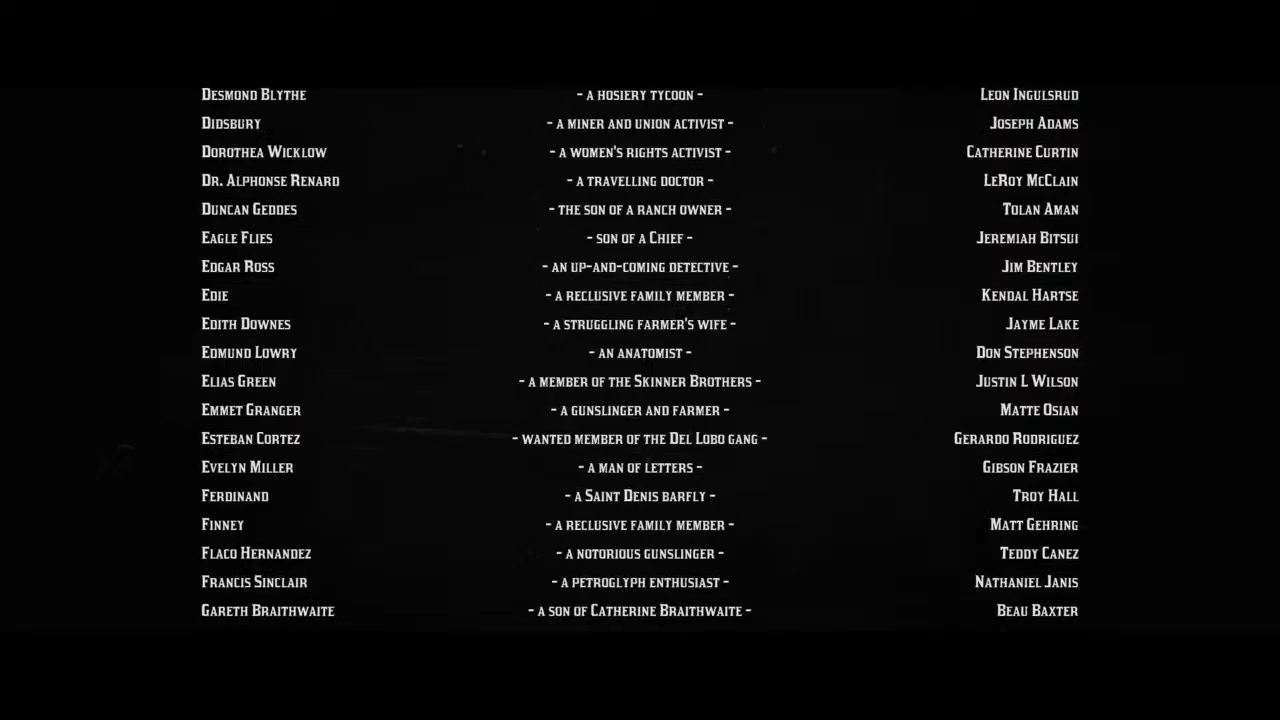 Desmond Blythe - a hosiery tycoon - Leon Ingulsrud
Didsbury - a miner and union activist - Joseph Adams
Dorothea Wicklow - a women's rights activist - Catherine Curtin
Dr. Alphonse Renard - a travelling doctor - LeRoy McClain
Duncan Geddes - the son of a ranch owner - Tolan Aman
Eagle Flies - son of a Chief - Jeremiah Bitsui
Edgar Ross - an up-and-coming detective - Jim Bentley
Edie - a reclusive family member - Kendal Hartse
Edith Downes - a struggling farmer's wife - Jayme Lake
Edmund Lowry - an anatomist - Don Stephenson
Elias Green - a member of the Skinner Brothers - Justin L Wilson
Emmet Granger - a gunslinger and farmer - Matte Osian
Esteban Cortez - wanted member of the Del Lobo gang - Gerardo Rodriguez
Evelyn Miller - a man of letters - Gibson Frazier
Ferdinand - a Saint Denis barfly - Troy Hall
Finney - a reclusive family member - Matt Gehring
Flaco Hernandez - a notorious gunslinger - Teddy Canez
Francis Sinclair - a petroglyph enthusiast - Nathaniel Janis
Gareth Braithwaite - a son of Catherine Braithwaite - Beau Baxter